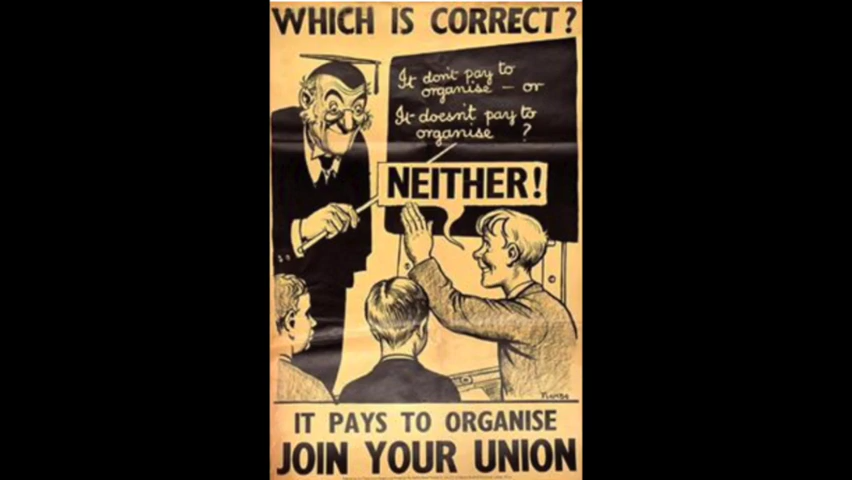 WHICH IS CORRECT?
It don't pay to
organise — or
It doesn't pay to
organise ?
NEITHER!
IT PAYS TO ORGANISE
JOIN YOUR UNION